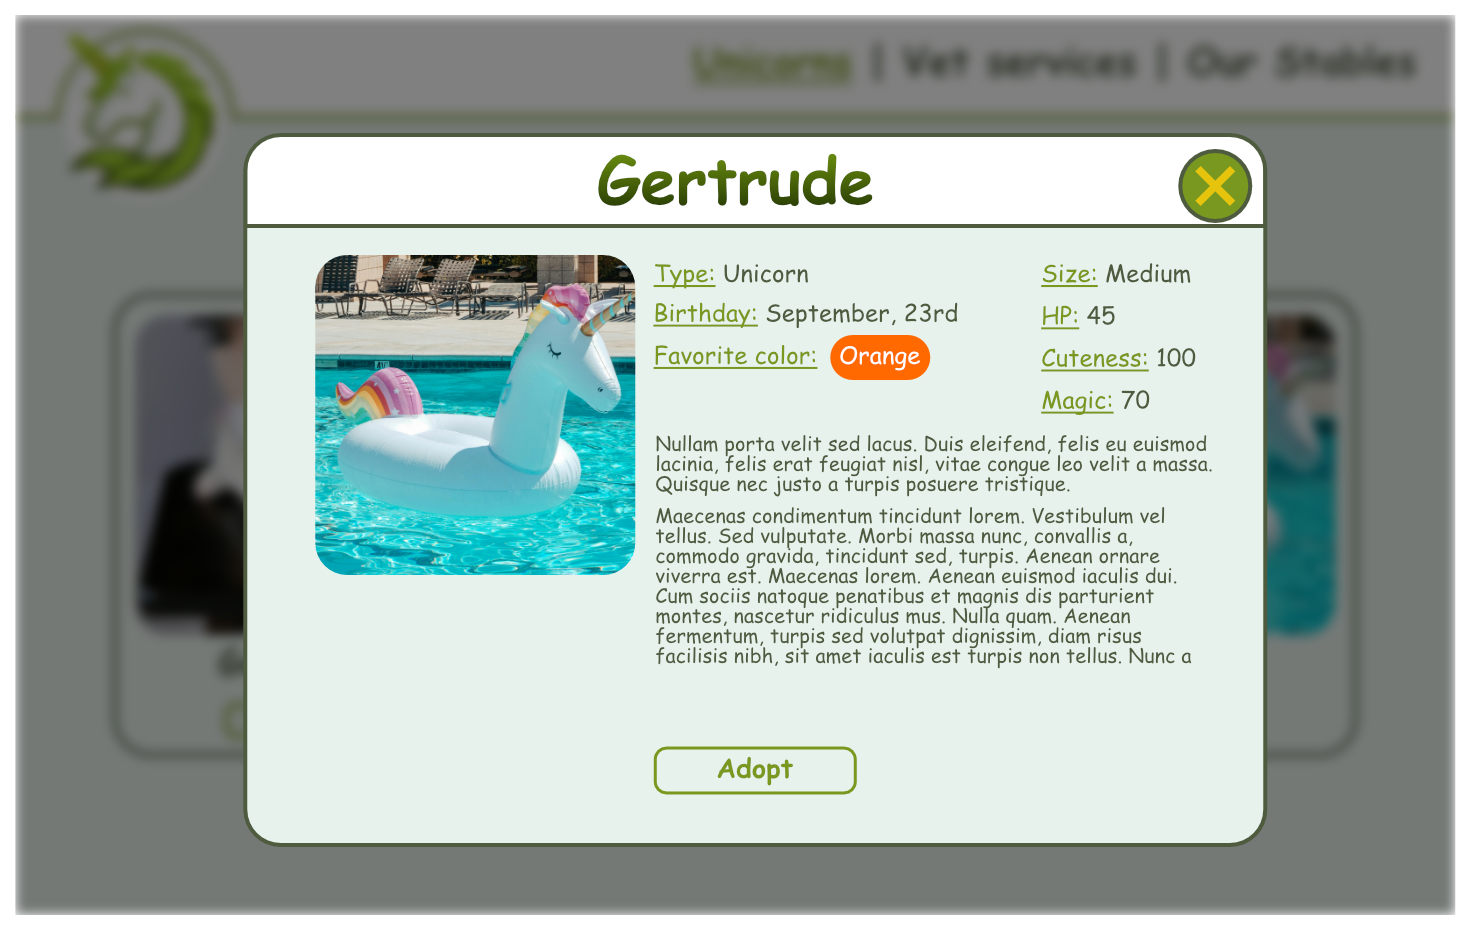 Unicorns | Vet services | Our Stables
Gertrude
Type: Unicorn
Birthday: September, 23rd
Favorite color: Orange
Size: Medium
HP: 45
Cuteness: 100
Magic: 70
Nullam porta velit sed lacus. Duis eleifend, felis eu euismod
lacinia, felis erat feugiat nisl, vitae congue leo velit a massa.
Quisque nec justo a turpis posuere tristique.
Maecenas condimentum tincidunt lorem. Vestibulum vel
tellus. Sed vulputate. Morbi massa nunc, convallis a,
commodo gravida, tincidunt sed, turpis. Aenean ornare
viverra est. Maecenas lorem. Aenean euismod iaculis dui.
Cum sociis natoque penatibus et magnis dis parturient
montes, nascetur ridiculus mus. Nulla quam. Aenean
fermentum, turpis sed volutpat dignissim, diam risus
facilisis nibh, sit amet iaculis est turpis non tellus. Nunc a
Adopt